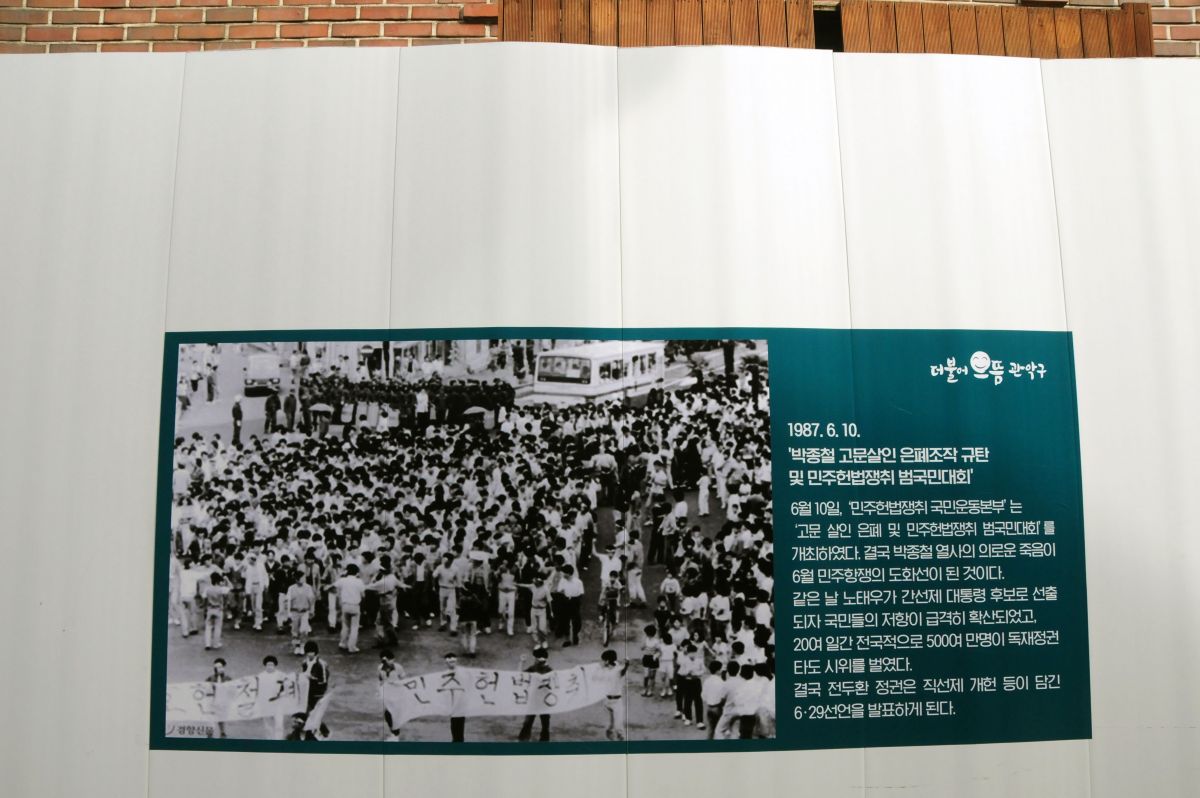 더불어 으뜸 관악구
1987. 6. 10.
'박종철 고문살인 은폐조작 규탄
및 민주헌법쟁취 범국민대회'
6월 10일, '민주헌법쟁취 국민운동본부' 는
'고문 살인 은폐 및 민주헌법쟁취 범국민대회' 를
개최하였다. 결국 박종철 열사의 의로운 죽음이
6월 민주항쟁의 도화선이 된 것이다.
같은 날 노태우가 간선제 대통령 후보로 선출
되자 국민들의 저항이 급격히 확산되었고,
20여 일간 전국적으로 5000여 만명이 독재정권
타도 시위를 벌였다.
결국 전두환 정권은 직선제 개헌 등이 담긴
6·29선언을 발표하게 된다.
민주헌법쟁취
경향신문